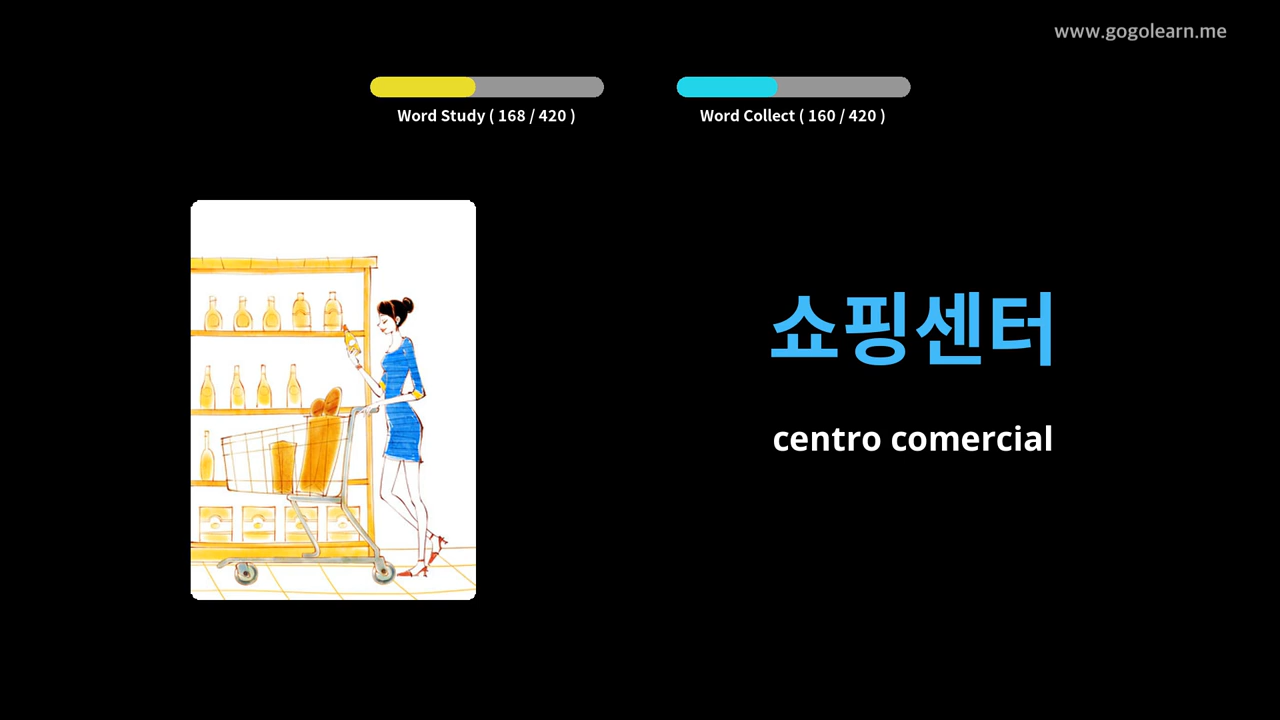 www.gogolearn.me
Word Study ( 168 / 420 )
Word Collect ( 160 / 420 )
쇼핑센터
centro comercial